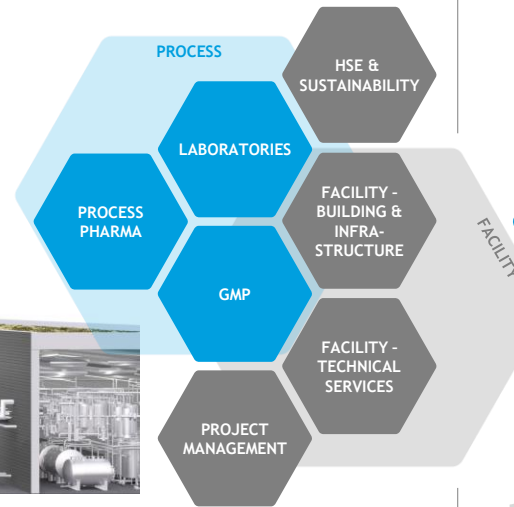 PROCESS
HSE &
SUSTAINABILITY
LABORATORIES
PROCESS
PHARMA
FACILITY -
BUILDING &
INFRA-
STRUCTURE
FACILITY
GMP
FACILITY -
TECHNICAL
SERVICES
PROJECT
MANAGEMENT